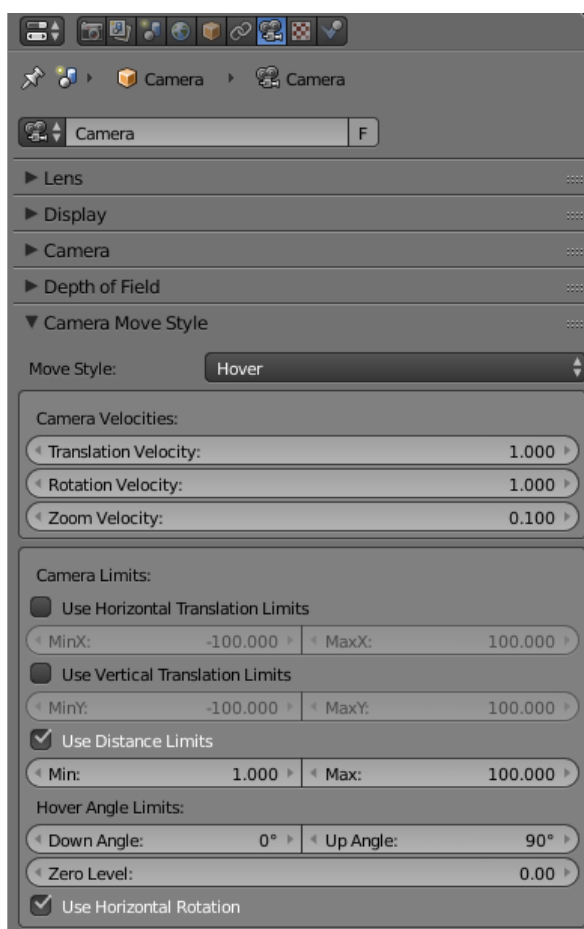 Camera Camera
Camera F
Lens
Display
Camera
Depth of Field
Camera Move Style
Move Style: Hover
Camera Velocities:
Translation Velocity: 1.000
Rotation Velocity: 1.000
Zoom Velocity: 0.100
Camera Limits:
Use Horizontal Translation Limits
MinX: -100.000 MaxX: 100.000
Use Vertical Translation Limits
MinY: -100.000 MaxY: 100.000
Use Distance Limits
Min: 1.000 Max: 100.000
Hover Angle Limits:
Down Angle: 0° Up Angle: 90°
Zero Level: 0.00
Use Horizontal Rotation